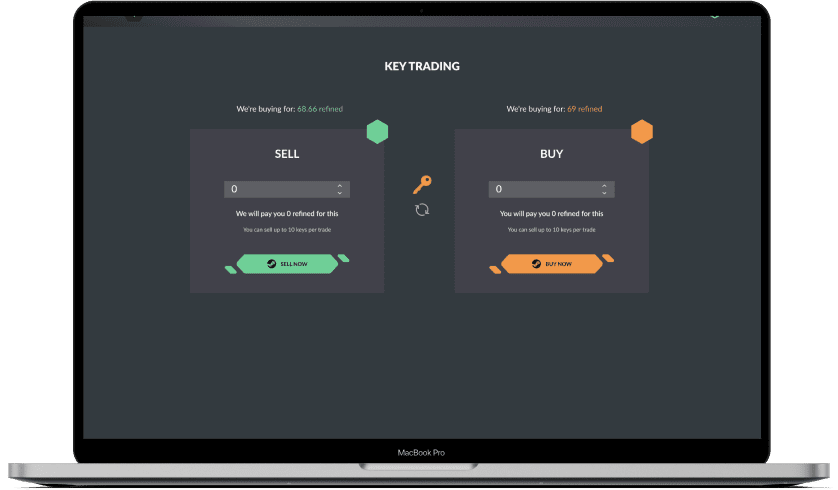 KEY TRADING
We're buying for: 68.66 refined
We're buying for: 69 refined
SELL
0
We will pay you 0 refined for this
You can sell up to 10 keys per trade
SELL NOW
BUY
0
You will pay you 0 refined for this
You can sell up to 10 keys per trade
BUY NOW
MacBook Pro